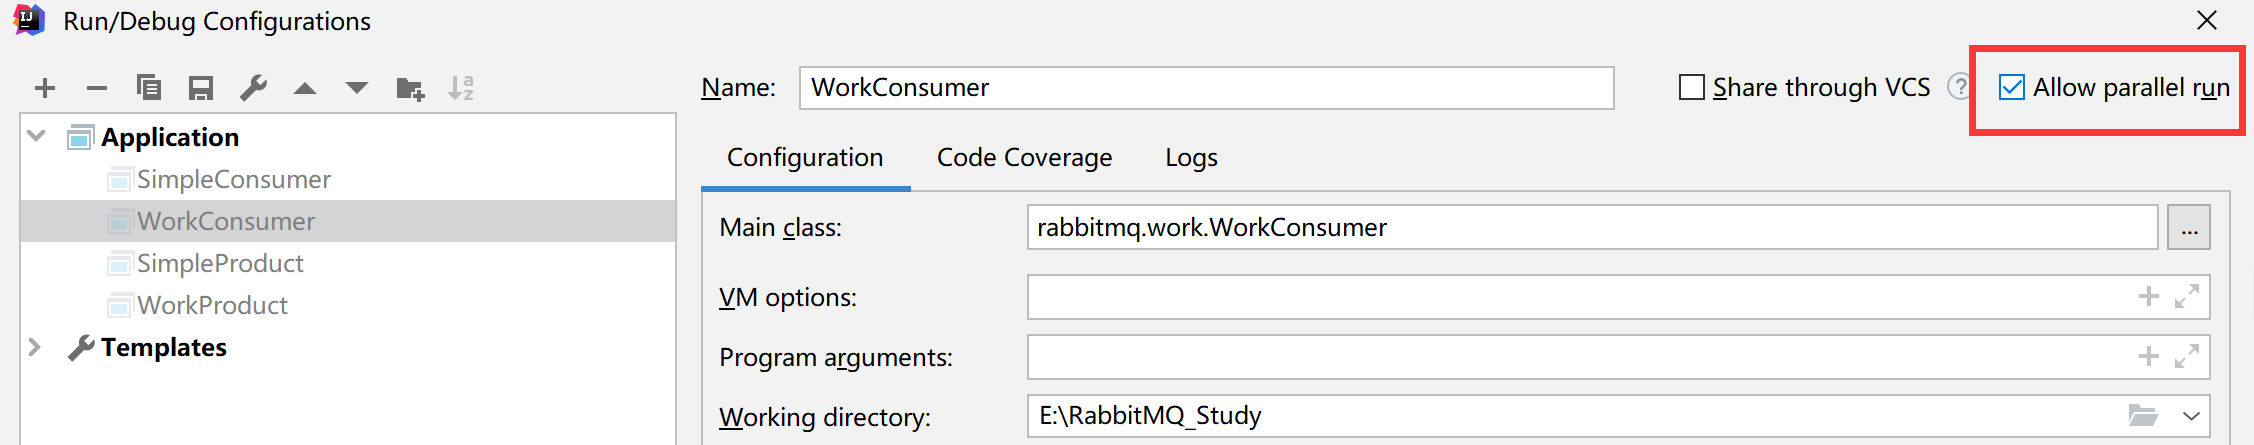 Run/Debug Configurations
Name: WorkConsumer Share through VCS ? Allow parallel run
Application
SimpleConsumer
WorkConsumer
SimpleProduct
WorkProduct
Templates
Configuration Code Coverage Logs
Main class: rabbitmq.work.WorkConsumer ...
VM options:
Program arguments:
Working directory: E:\RabbitMQ_Study